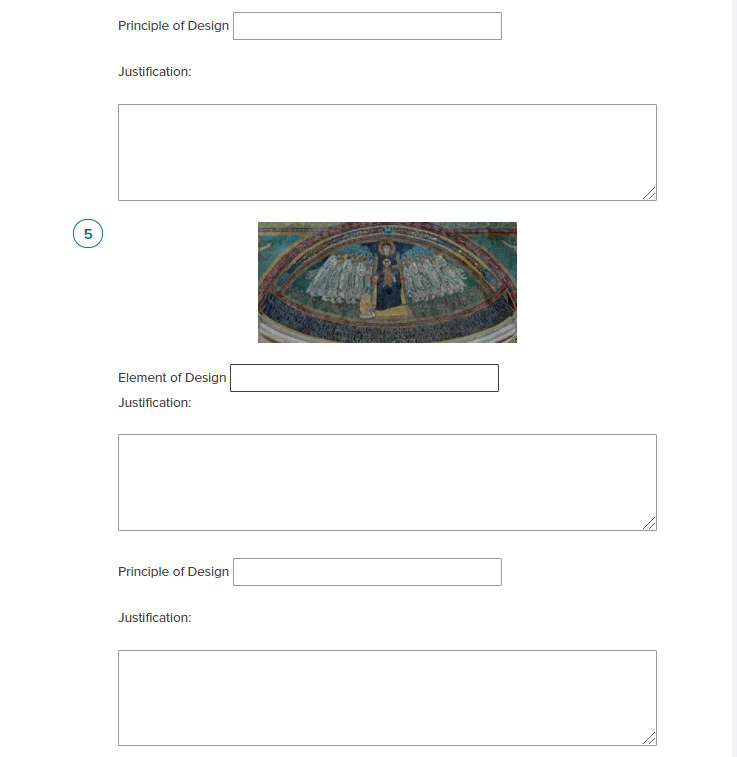 Principle of Design
Justification:
5
Element of Design
Justification:
Principle of Design
Justification: